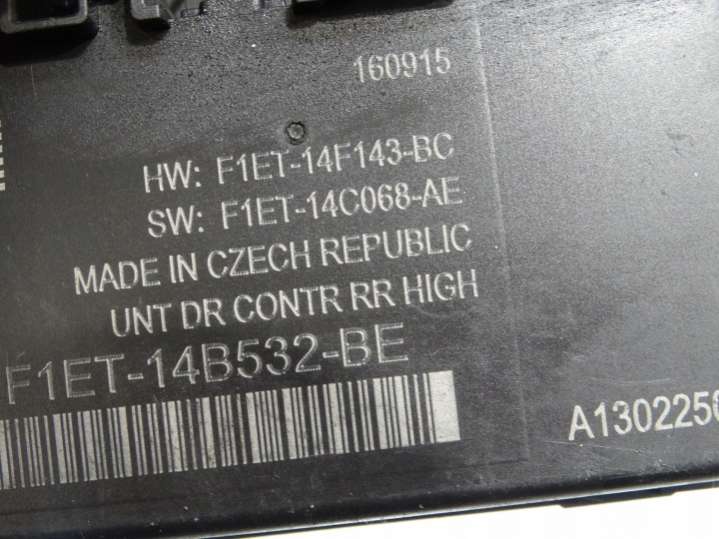 160915
HW: F1ET-14F143-BC
SW: F1ET-14C068-AE
MADE IN CZECH REPUBLIC
UNT DR CONTR RR HIGH
F1ET-14B532-BE